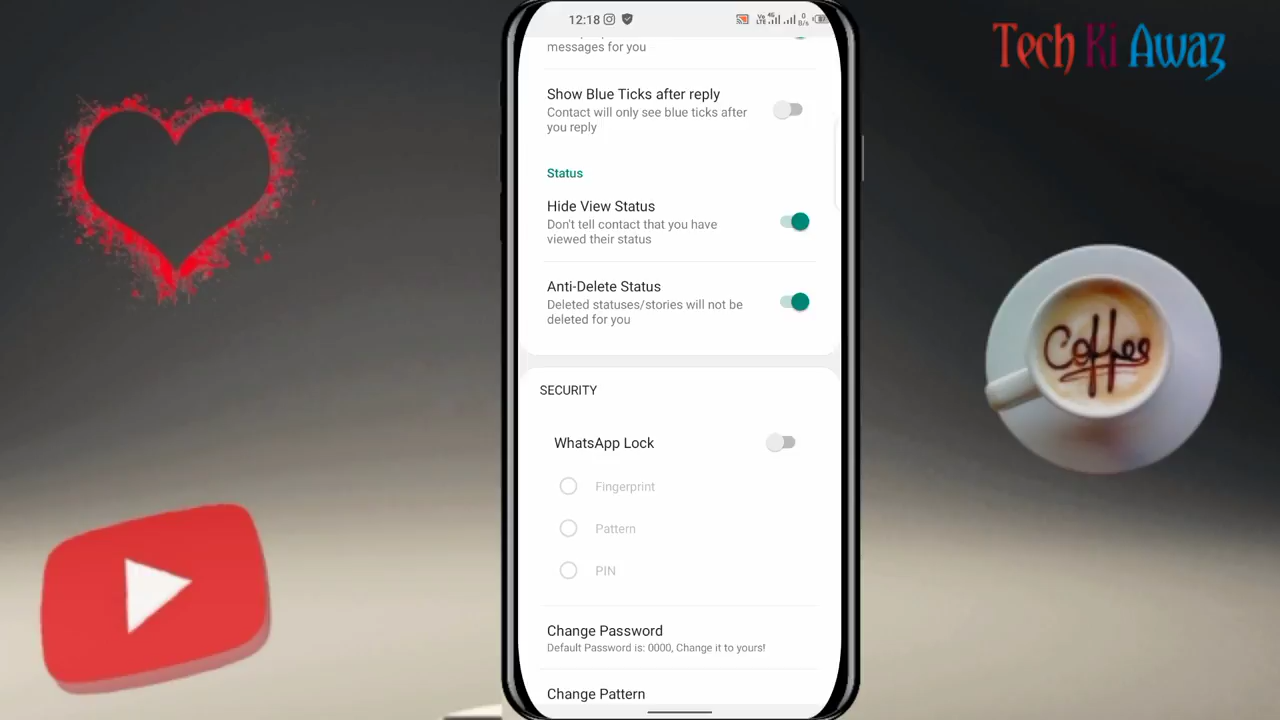 12:18
Tech Ki Awaz
messages for you
Show Blue Ticks after reply
Contact will only see blue ticks after
you reply
Status
Hide View Status
Don't tell contact that you have
viewed their status
Anti-Delete Status
Deleted statuses/stories will not be
deleted for you
SECURITY
WhatsApp Lock
Fingerprint
Pattern
PIN
Change Password
Default Password is: 0000, Change it to yours!
Change Pattern
Coffee